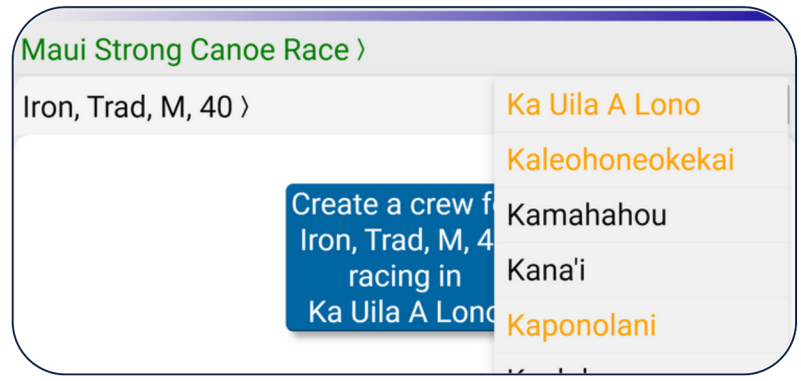 Maui Strong Canoe Race 〉
Iron, Trad, M, 40 〉
Create a crew f
Iron, Trad, M, 4
racing in
Ka Uila A Lono
Ka Uila A Lono
Kaleohoneokekai
Kamahahou
Kana'i
Kaponolani